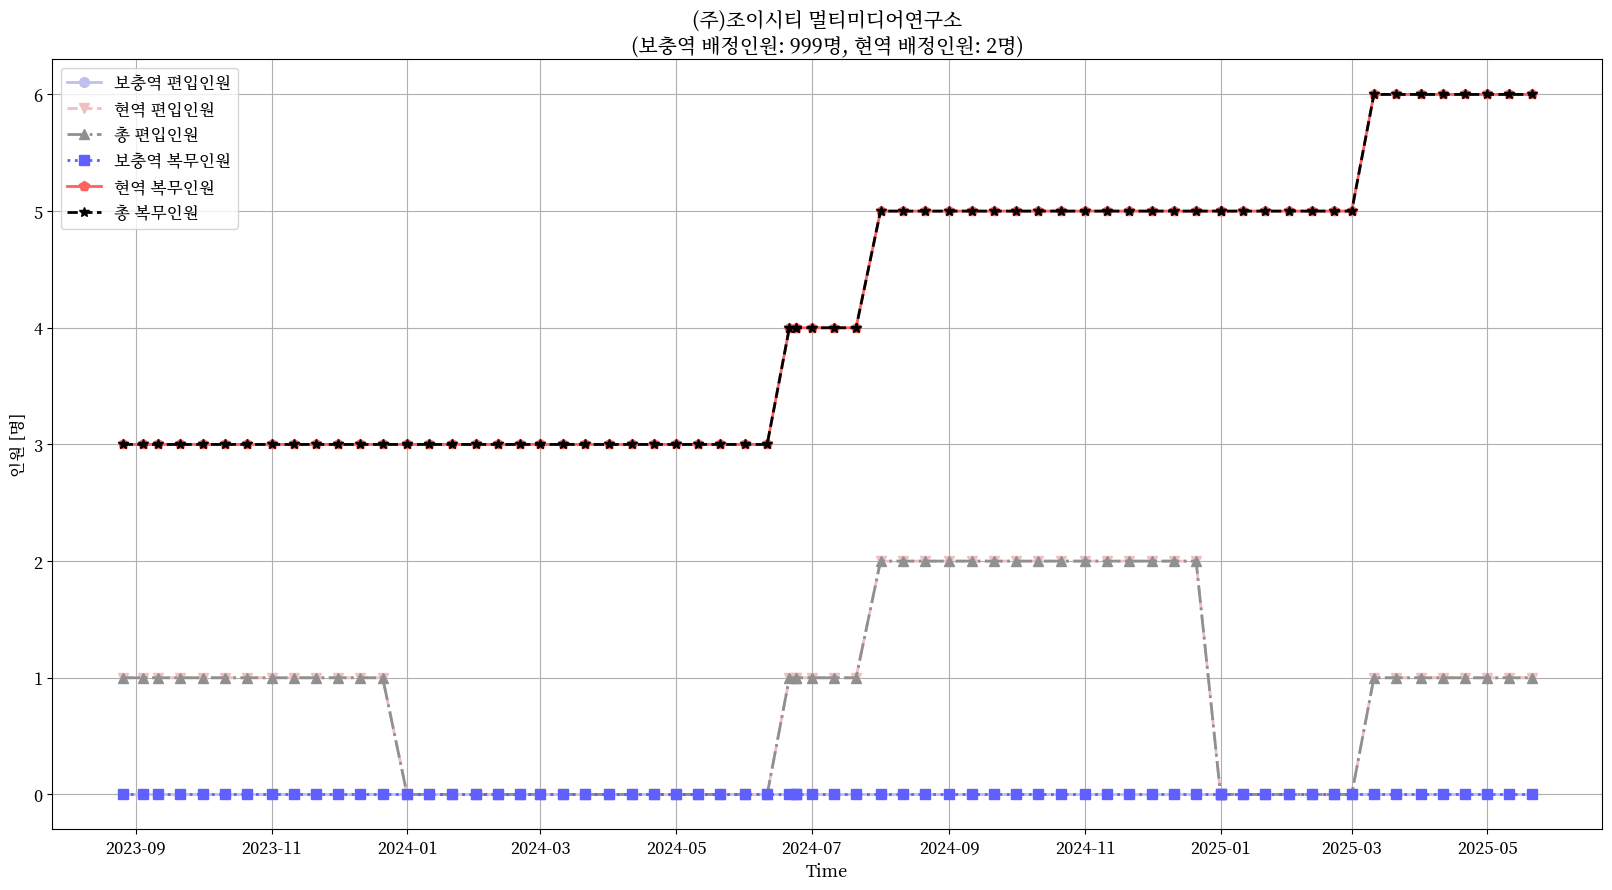 (주)조이시티 멀티미디어연구소
(보충역 배정인원: 999명, 현역 배정인원: 2명)
보충역 편입인원
현역 편입인원
총 편입인원
보충역 복무인원
현역 복무인원
총 복무인원
6
5
4
3
2
1
0
인원 [명]
2023-09 2023-11 2024-01 2024-03 2024-05 2024-07 2024-09 2024-11 2025-01 2025-03 2025-05
Time